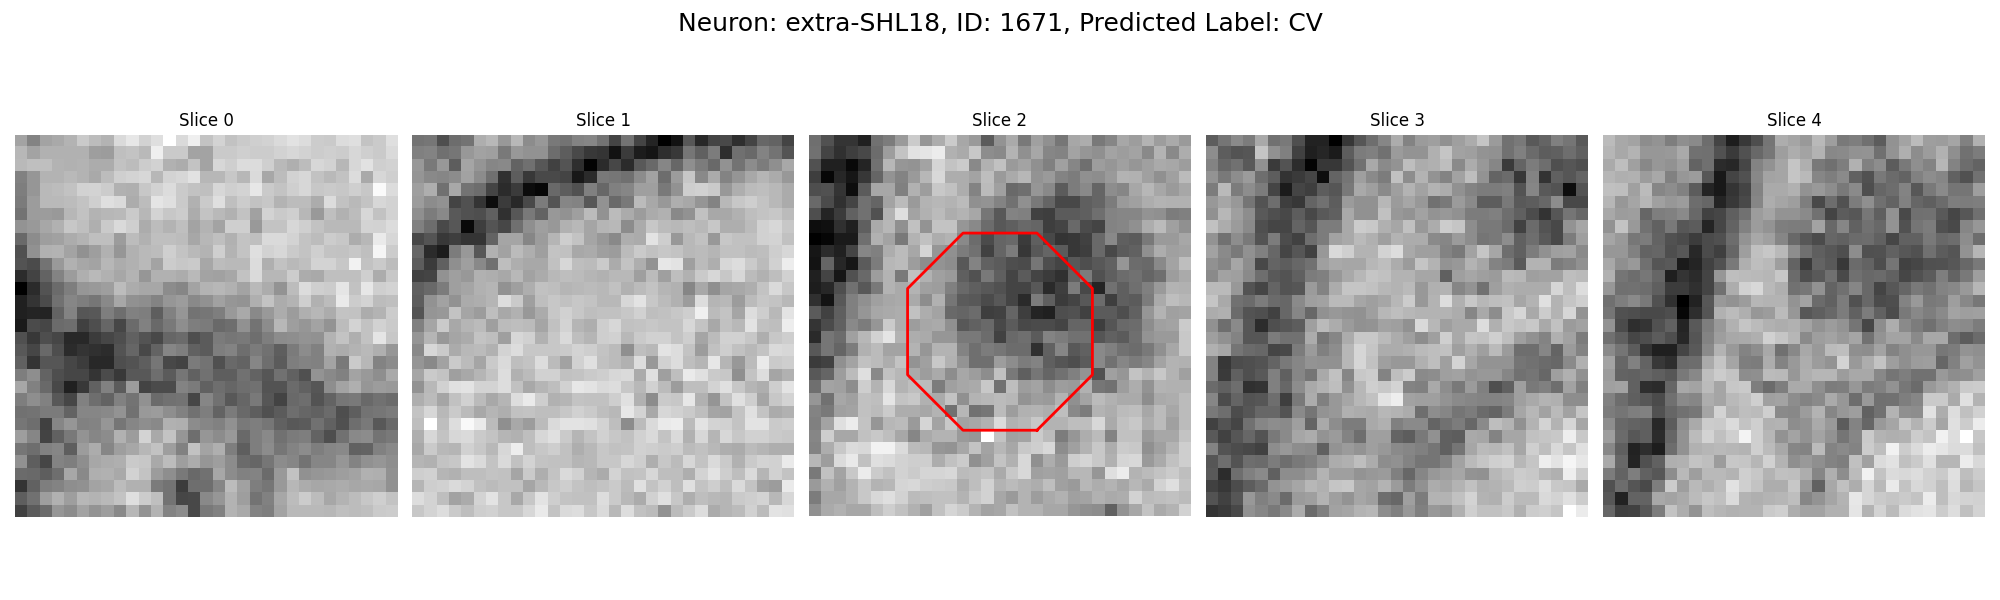 Neuron: extra-SHL18, ID: 1671, Predicted Label: CV
Slice 0
Slice 1
Slice 2
Slice 3
Slice 4